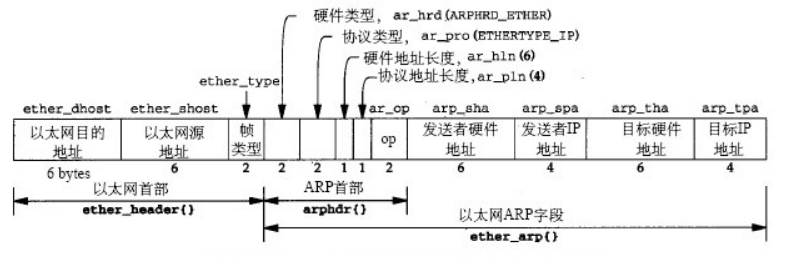 硬件类型，ar_hrd(ARPHRD_ETHER)
协议类型，ar_pro(ETHERTYPE_IP)
硬件地址长度，ar_hln(6)
协议地址长度,ar_pln(4)
ether_type
ether_dhost ether_shost ar_op arp_sha arp_spa arp_tha arp_tpa
以太网目的地址 以太网源地址 帧类型 op 发送者硬件地址 发送者IP地址 目标硬件地址 目标IP地址
6 bytes 6 2 2 2 1 1 2 6 4 6 4
以太网首部 ARP首部
ether_header{} arphdr{}
以太网ARP字段
ether_arp{}